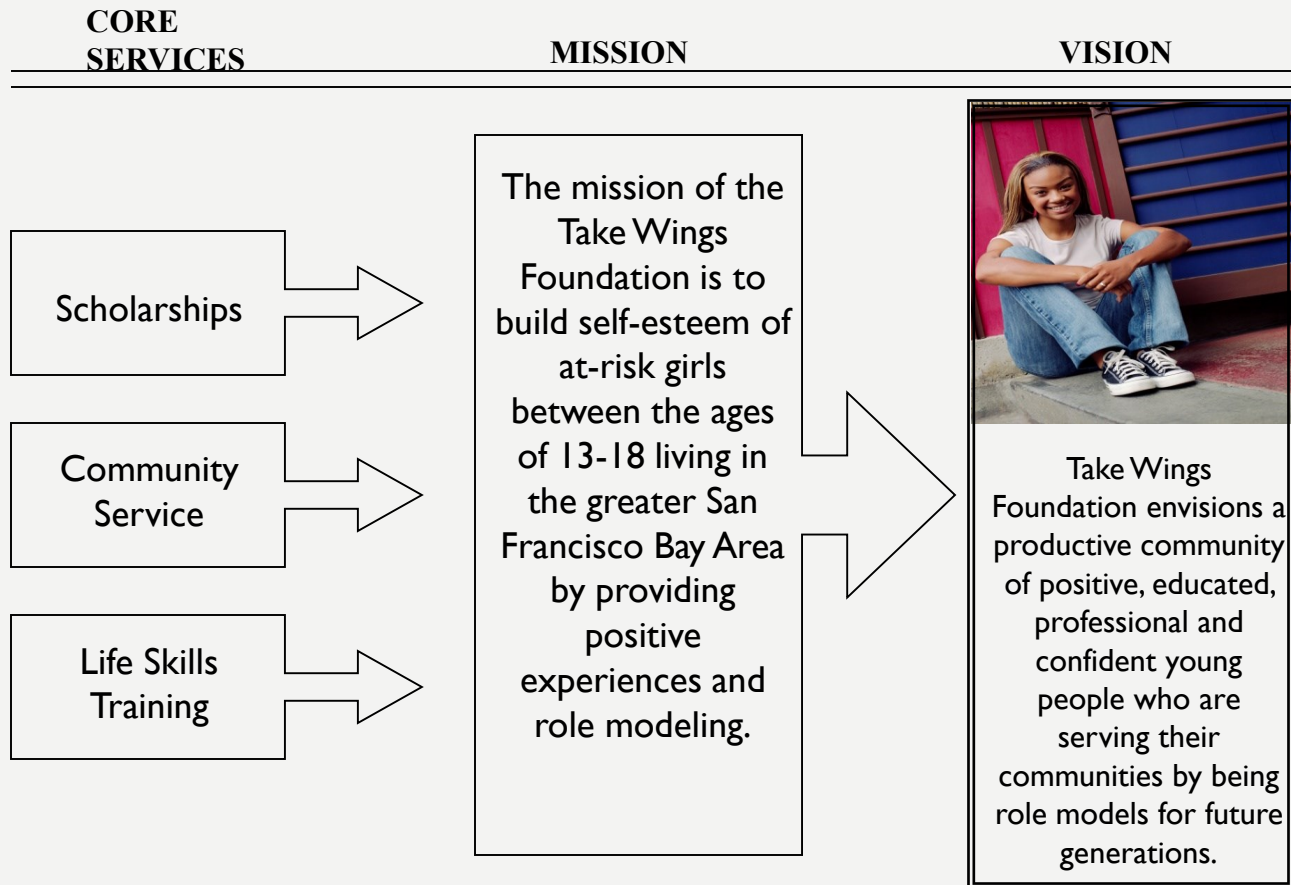 CORE
SERVICES
MISSION
VISION
Scholarships
Community
Service
Life Skills
Training
The mission of the
Take Wings
Foundation is to
build self-esteem of
at-risk girls
between the ages
of 13-18 living in
the greater San
Francisco Bay Area
by providing
positive
experiences and
role modeling.
Take Wings
Foundation envisions a
productive community
of positive, educated,
professional and
confident young
people who are
serving their
communities by being
role models for future
generations.